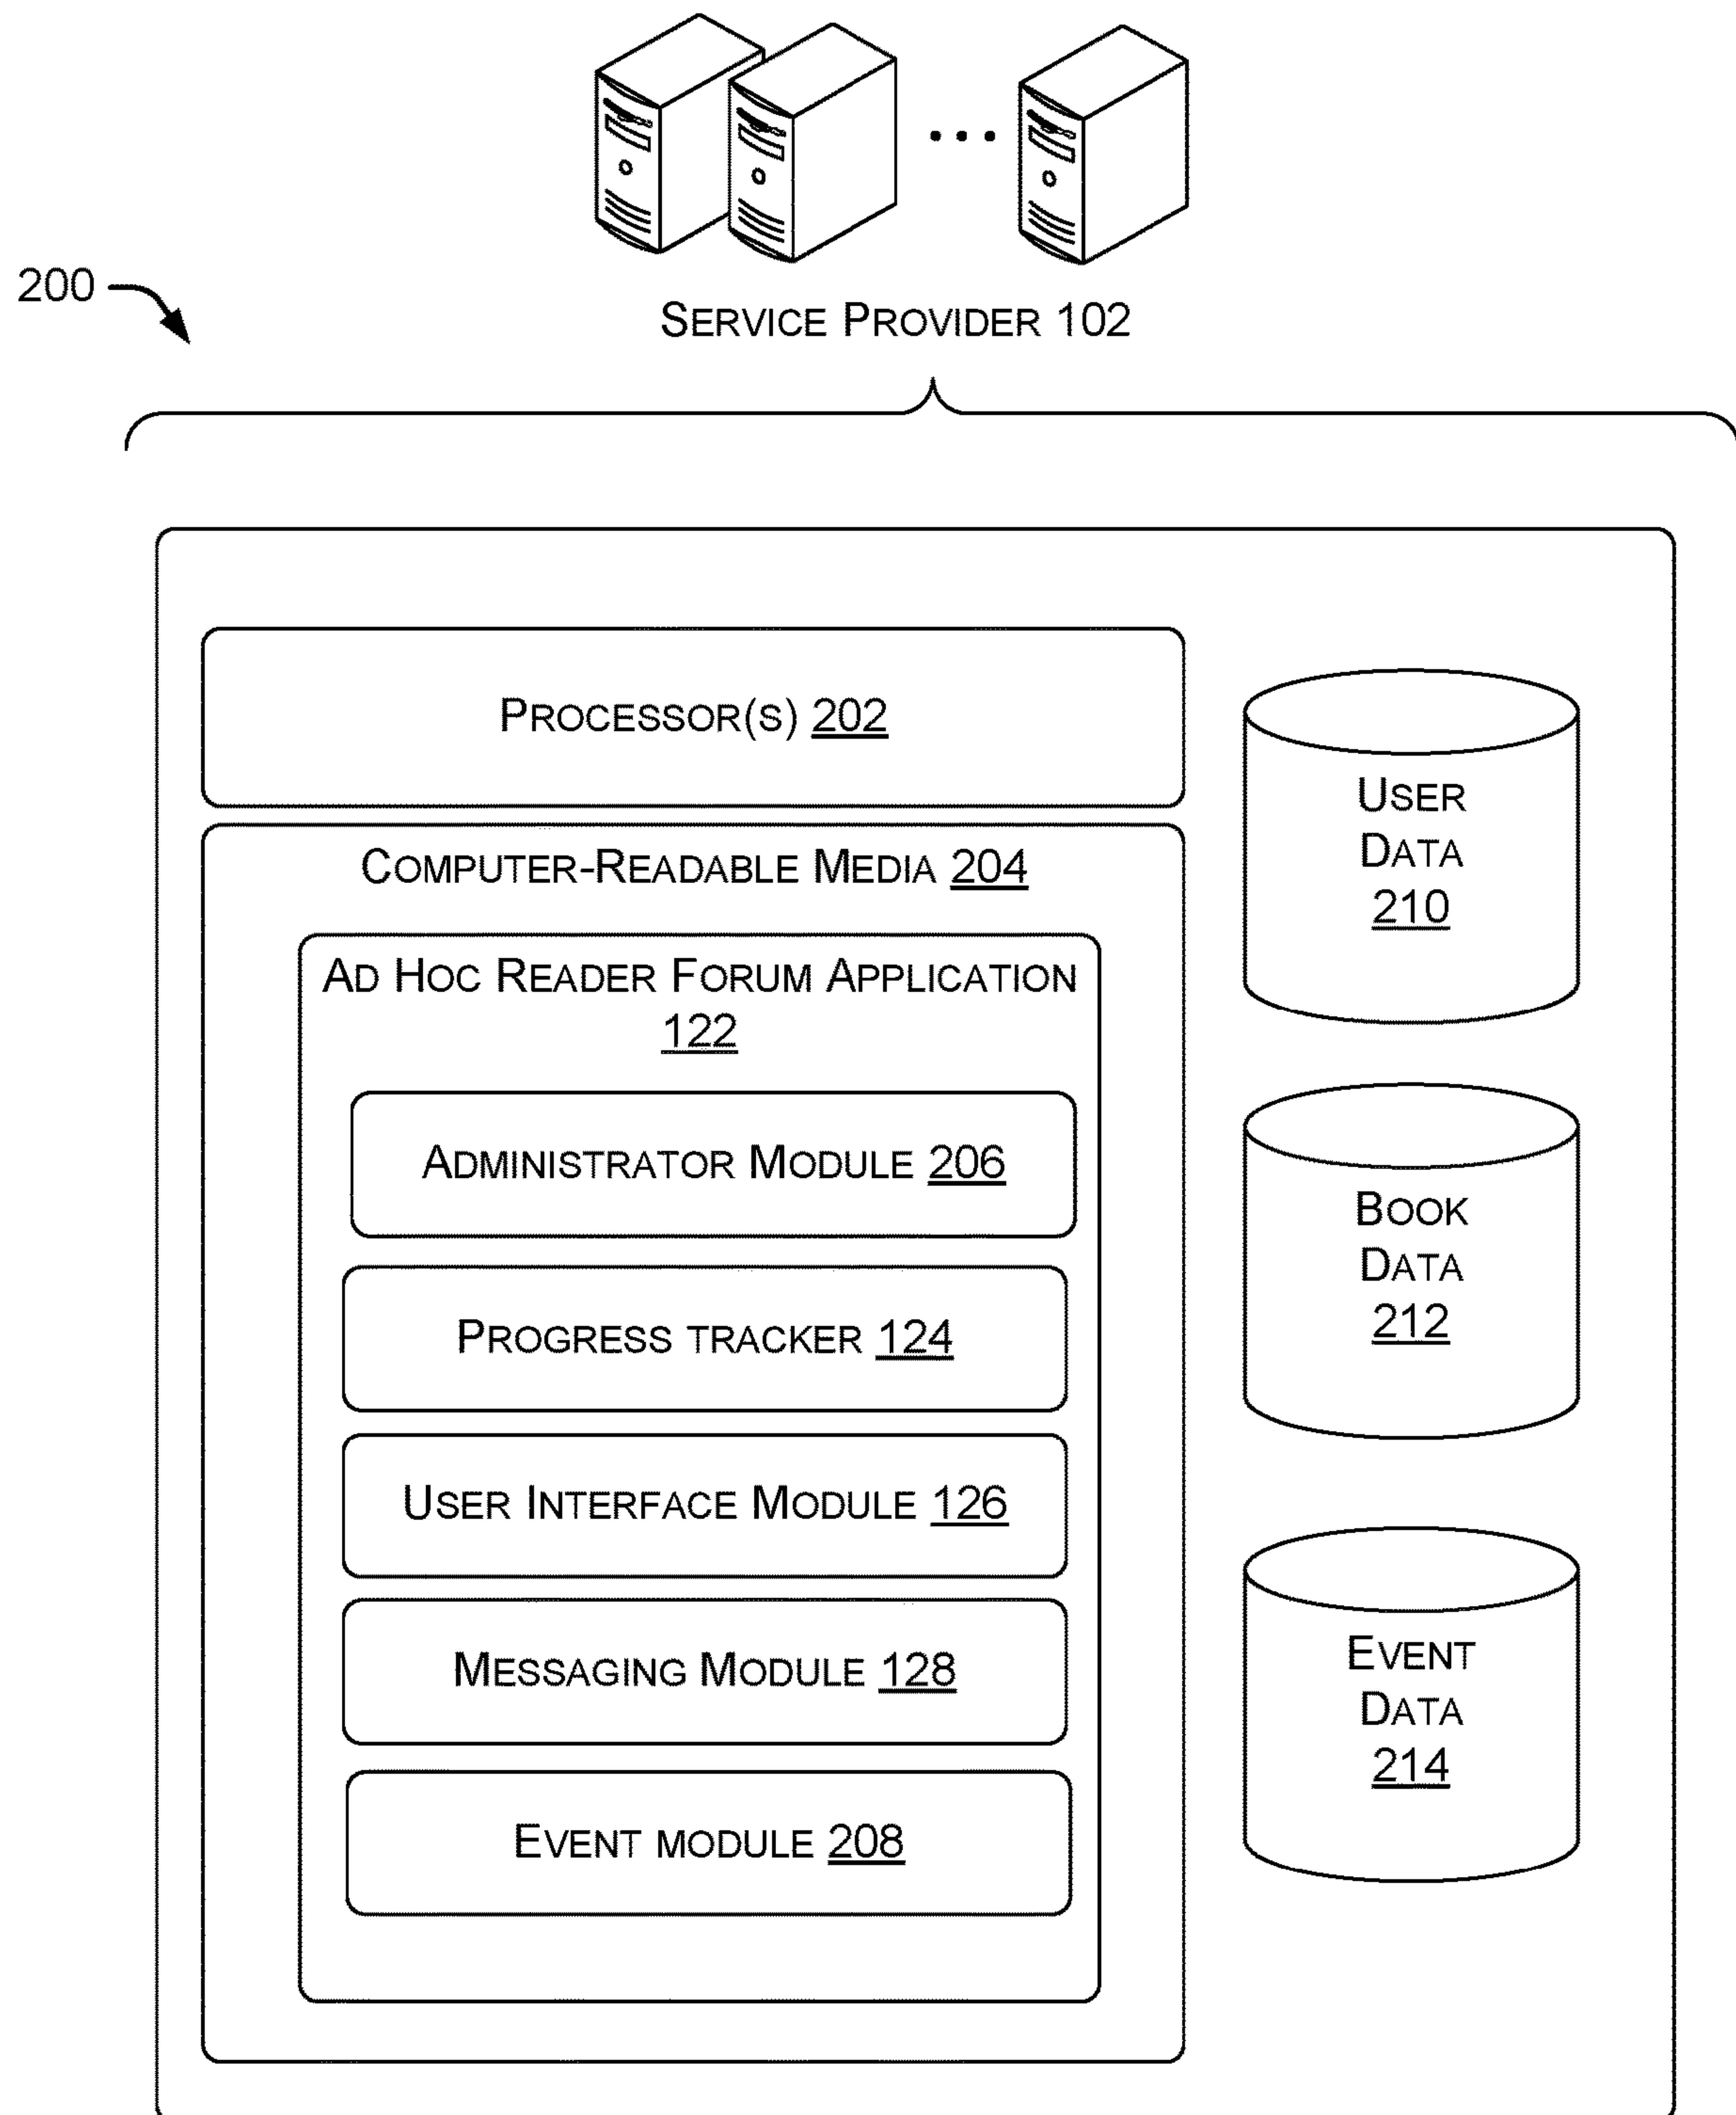 200
SERVICE PROVIDER 102
PROCESSOR(S) 202
COMPUTER-READABLE MEDIA 204
AD HOC READER FORUM APPLICATION
122
ADMINISTRATOR MODULE 206
PROGRESS TRACKER 124
USER INTERFACE MODULE 126
MESSAGING MODULE 128
EVENT MODULE 208
USER
DATA
210
BOOK
DATA
212
EVENT
DATA
214